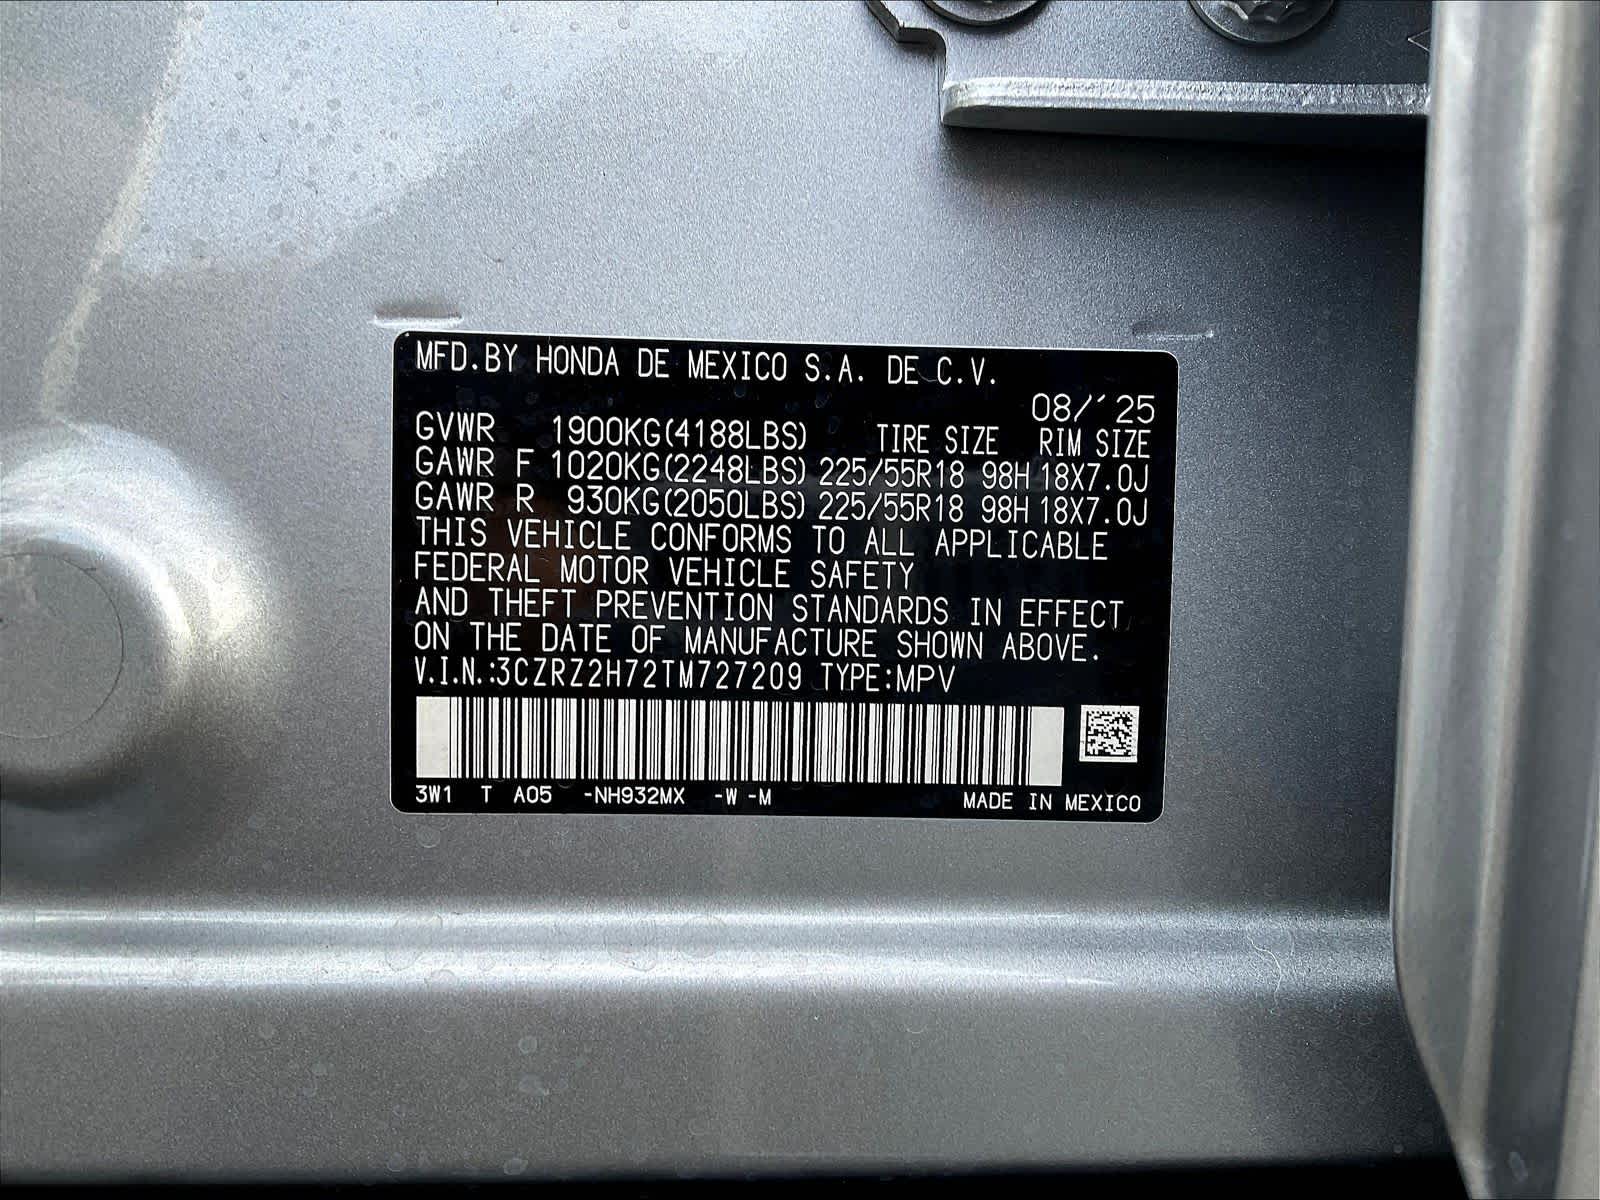 MFD.BY HONDA DE MEXICO S.A. DE C.V.
08/´25
GVWR 1900KG(4188LBS) TIRE SIZE RIM SIZE
GAWR F 1020KG(2248LBS) 225/55R18 98H 18X7.0J
GAWR R 930KG(2050LBS) 225/55R18 98H 18X7.0J
THIS VEHICLE CONFORMS TO ALL APPLICABLE
FEDERAL MOTOR VEHICLE SAFETY
AND THEFT PREVENTION STANDARDS IN EFFECT
ON THE DATE OF MANUFACTURE SHOWN ABOVE.
V.I.N.:3CZRZ2H72TM727209 TYPE:MPV
3W1 T A05 -NH932MX -W -M MADE IN MEXICO